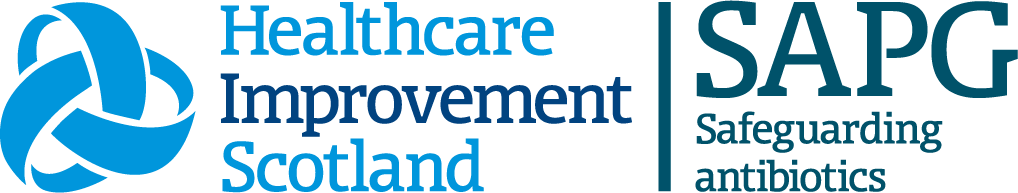 Healthcare
Improvement
Scotland
SAPG
Safeguarding
antibiotics